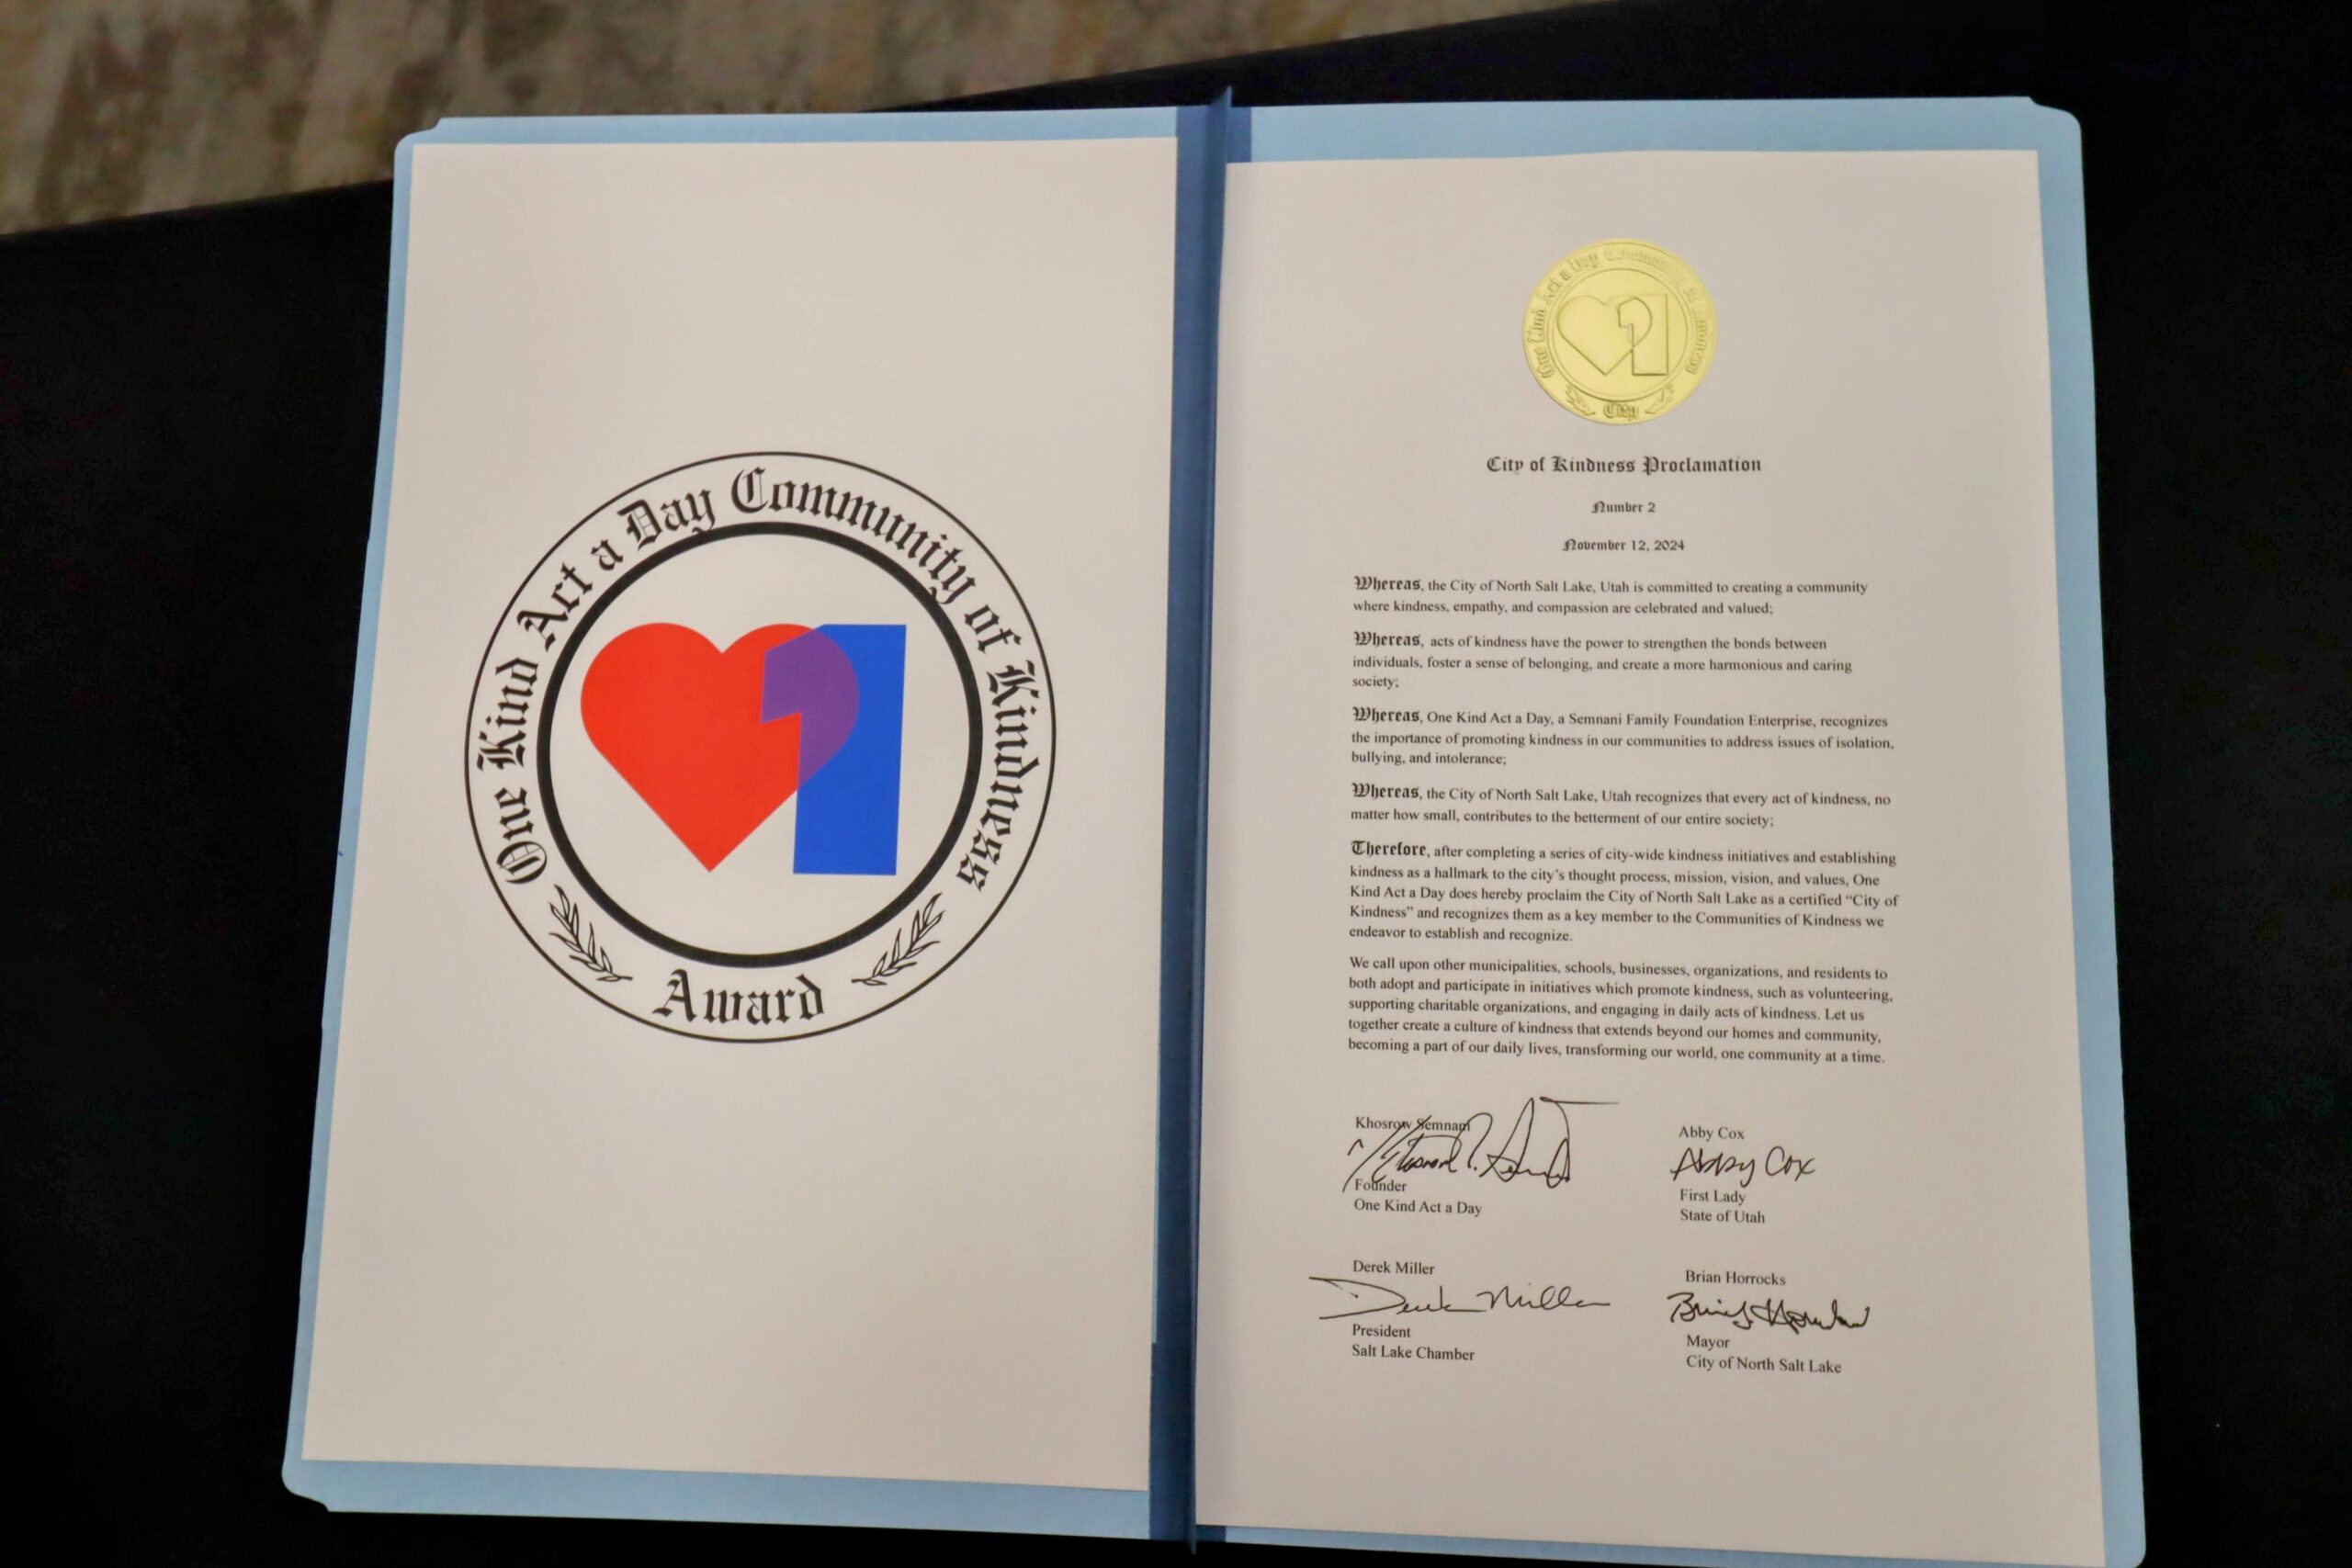 One Kind Act a Day Community of Kindness
Award
One Kind Act a Day Community of Kindness
City
City of Kindness Proclamation
Number 2
November 12, 2024
Whereas, the City of North Salt Lake, Utah is committed to creating a community
where kindness, empathy, and compassion are celebrated and valued;
Whereas, acts of kindness have the power to strengthen the bonds between
individuals, foster a sense of belonging, and create a more harmonious and caring
society;
Whereas, One Kind Act a Day, a Semnani Family Foundation Enterprise, recognizes
the importance of promoting kindness in our communities to address issues of isolation,
bullying, and intolerance;
Whereas, the City of North Salt Lake, Utah recognizes that every act of kindness, no
matter how small, contributes to the betterment of our entire society;
Therefore, after completing a series of city-wide kindness initiatives and establishing
kindness as a hallmark to the city's thought process, mission, vision, and values, One
Kind Act a Day does hereby proclaim the City of North Salt Lake as a certified “City of
Kindness” and recognizes them as a key member to the Communities of Kindness we
endeavor to establish and recognize.
We call upon other municipalities, schools, businesses, organizations, and residents to
both adopt and participate in initiatives which promote kindness, such as volunteering,
supporting charitable organizations, and engaging in daily acts of kindness. Let us
together create a culture of kindness that extends beyond our homes and community,
becoming a part of our daily lives, transforming our world, one community at a time.
Khosrow Semnani
Founder
One Kind Act a Day
Abby Cox
Abby Cox
First Lady
State of Utah
Derek Miller
Derek Miller
President
Salt Lake Chamber
Brian Horrocks
Mayor
City of North Salt Lake